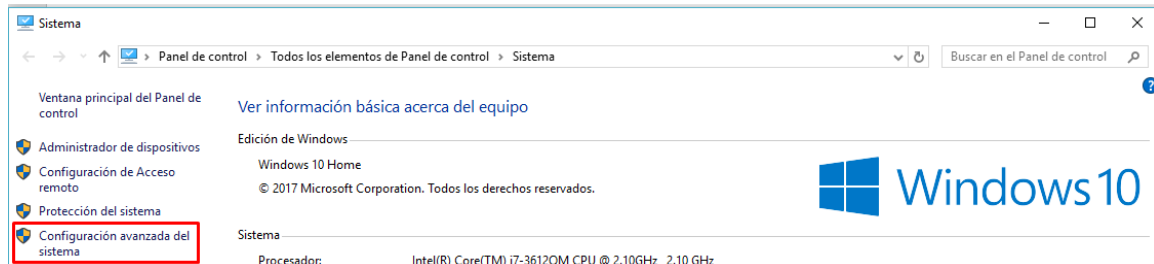 Sistema
Panel de control > Todos los elementos de Panel de control > Sistema
Buscar en el Panel de control
Ventana principal del Panel de
control
Administrador de dispositivos
Configuración de Acceso
remoto
Protección del sistema
Configuración avanzada del
sistema
Ver información básica acerca del equipo
Edición de Windows
Windows 10 Home
© 2017 Microsoft Corporation. Todos los derechos reservados.
Windows 10
Sistema
Procesador: Intel(R) Core(TM) i7-3612QM CPU @ 2.10GHz 2.10 GHz